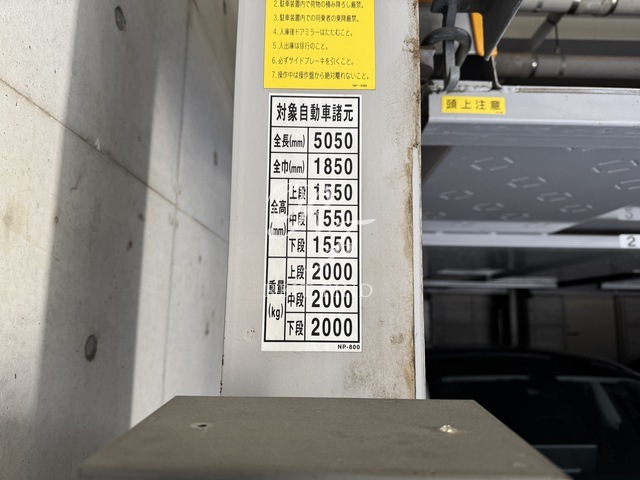 2.駐車装置内で荷物の積み降ろし厳禁。
3.駐車装置内での同乗者の乗降厳禁。
4.入庫後ドアミラーはたたむこと。
5.入出庫は徐行のこと。
6.必ずサイドブレーキを引くこと。
7.操作中は操作盤から絶対離れないこと。
頭上注意
対象自動車諸元
全長(mm) 5050
全巾(mm) 1850
全高(mm) 上段 1550
中段 1550
下段 1550
重量(kg) 上段 2000
中段 2000
下段 2000
NP-800
2